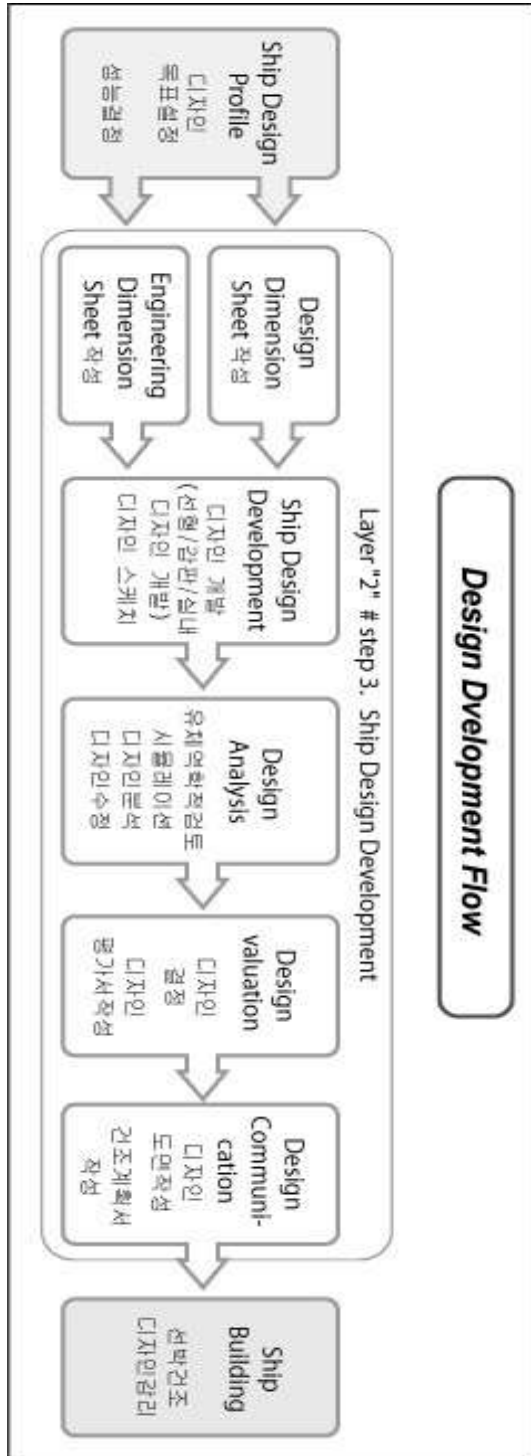 Design Dvelopment Flow
Layer "2" # step 3. Ship Design Development
Ship Design
Profile
디자인
목표설정
성능결정
Design
Dimension
Sheet 작성
Engineering
Dimension
Sheet 작성
Ship Design
Development
디자인 개발
(선형/갑판/실내
디자인 개발)
디자인 스케치
Design
Analysis
유체역학적검토
시뮬레이션
디자인분석
디자인수정
Design
valuation
디자인
결정
디자인
평가서작성
Design
Communi-
cation
디자인
도면작성
건조계획서
작성
Ship
Building
선박건조
디자인감리